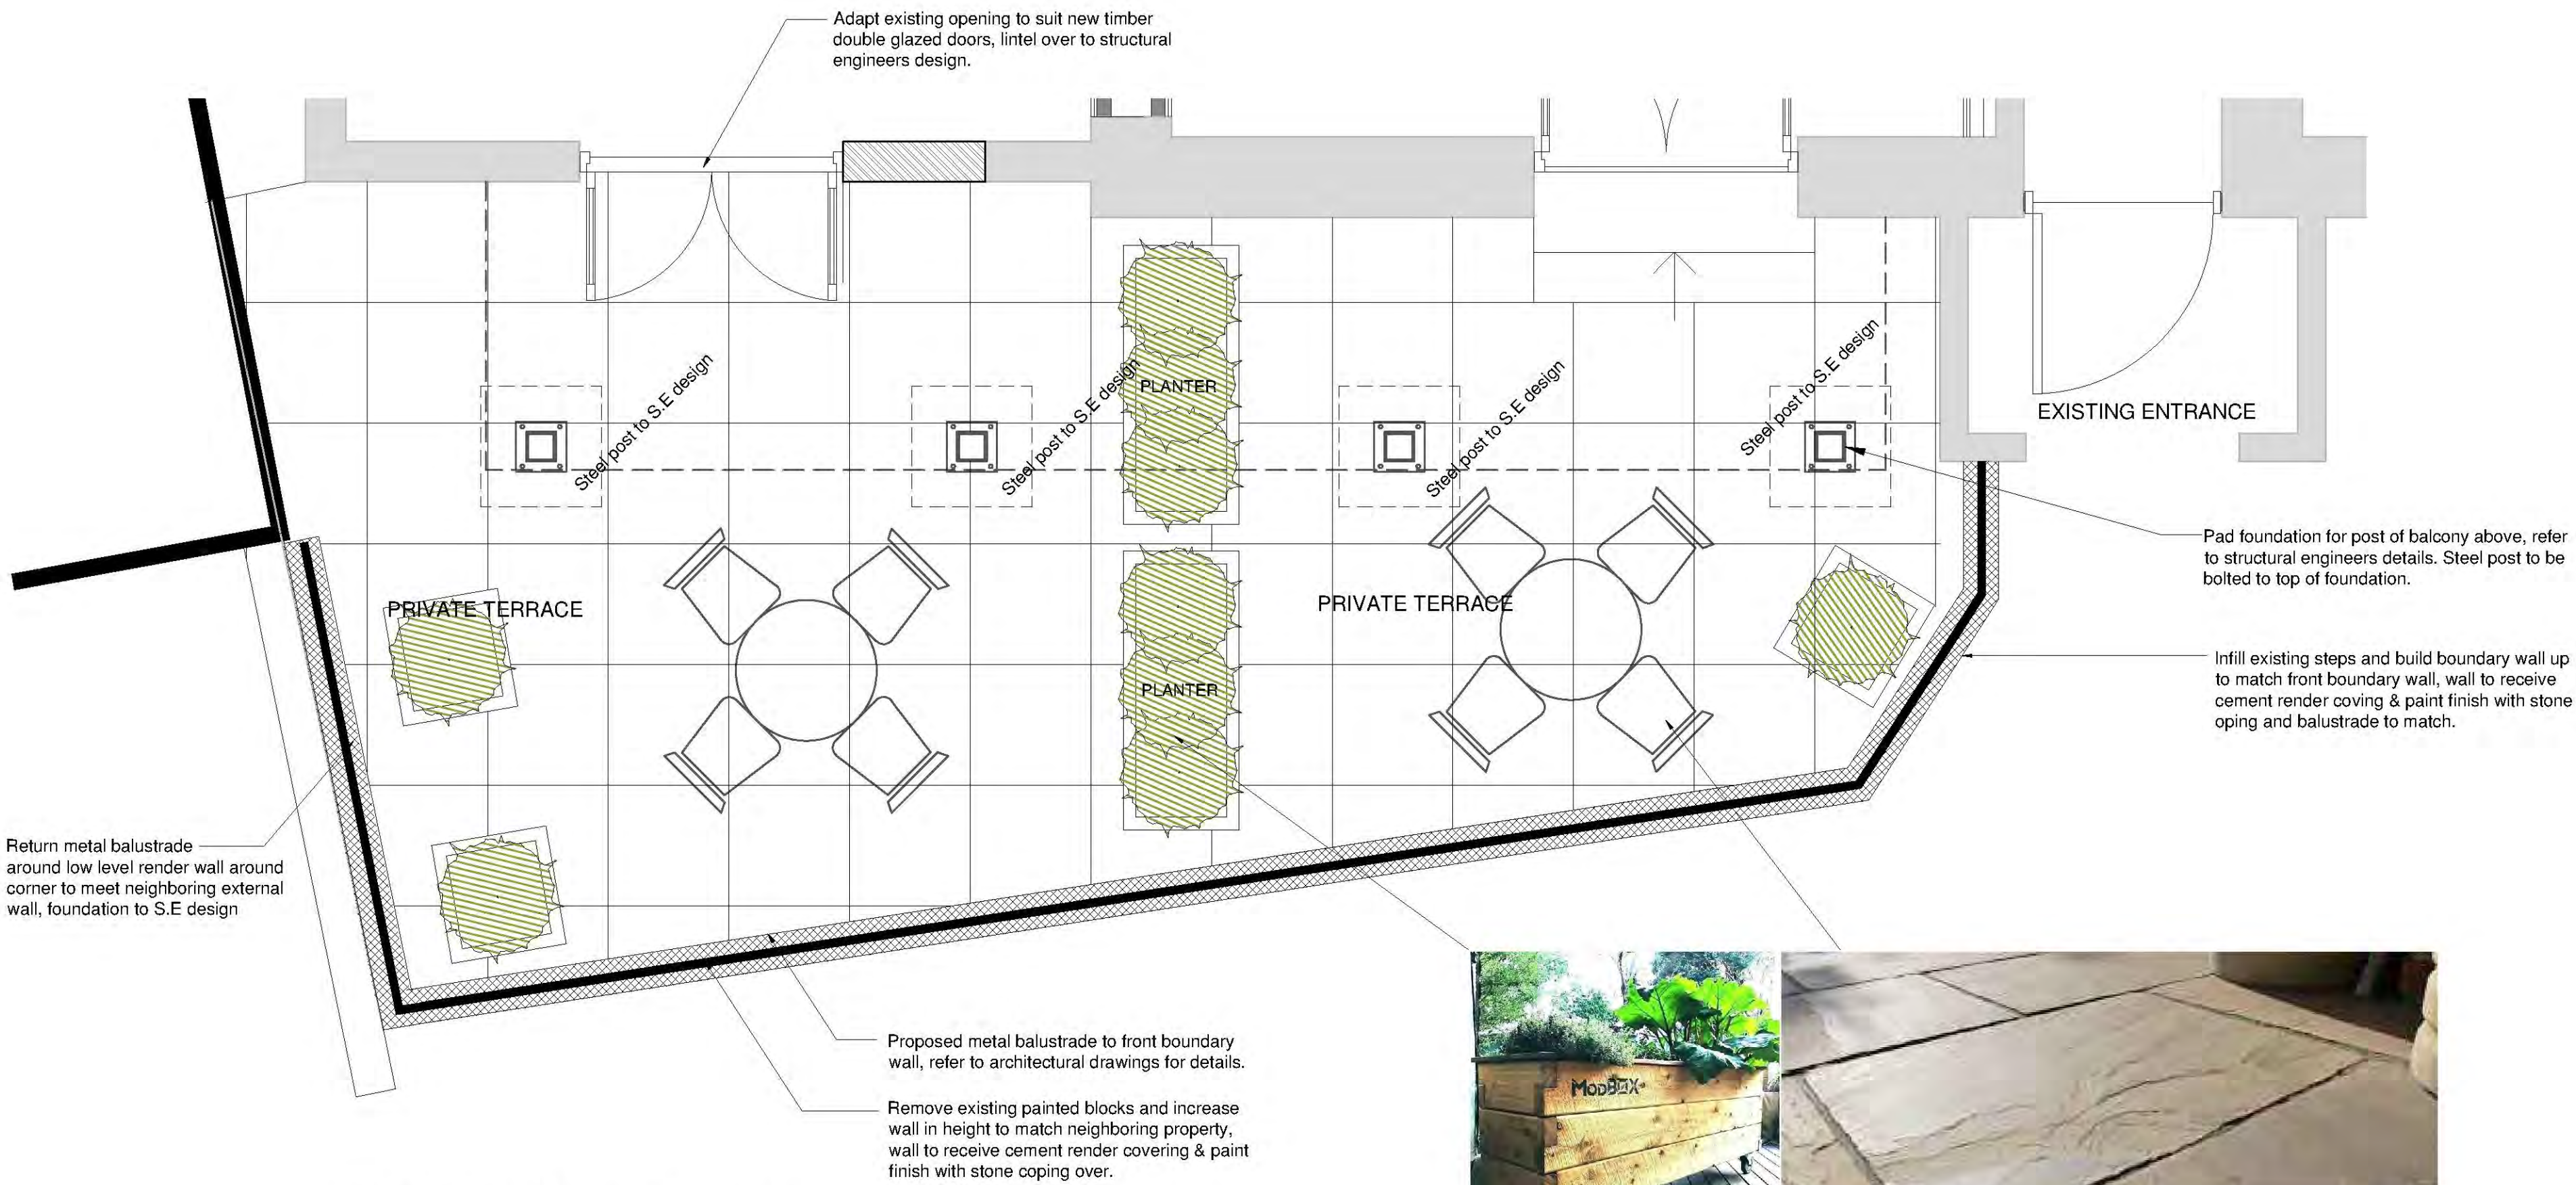 Adapt existing opening to suit new timber
double glazed doors, lintel over to structural
engineers design.
Steel post to S.E design
Steel post to S.E design
Steel post to S.E design
Steel post to S.E design
PLANTER
EXISTING ENTRANCE
Pad foundation for post of balcony above, refer
to structural engineers details. Steel post to be
bolted to top of foundation.
PRIVATE TERRACE
PRIVATE TERRACE
PLANTER
Infill existing steps and build boundary wall up
to match front boundary wall, wall to receive
cement render coving & paint finish with stone
oping and balustrade to match.
Return metal balustrade
around low level render wall around
corner to meet neighboring external
wall, foundation to S.E design
Proposed metal balustrade to front boundary
wall, refer to architectural drawings for details.
Remove existing painted blocks and increase
wall in height to match neighboring property,
wall to receive cement render covering & paint
finish with stone coping over.
MODBOX